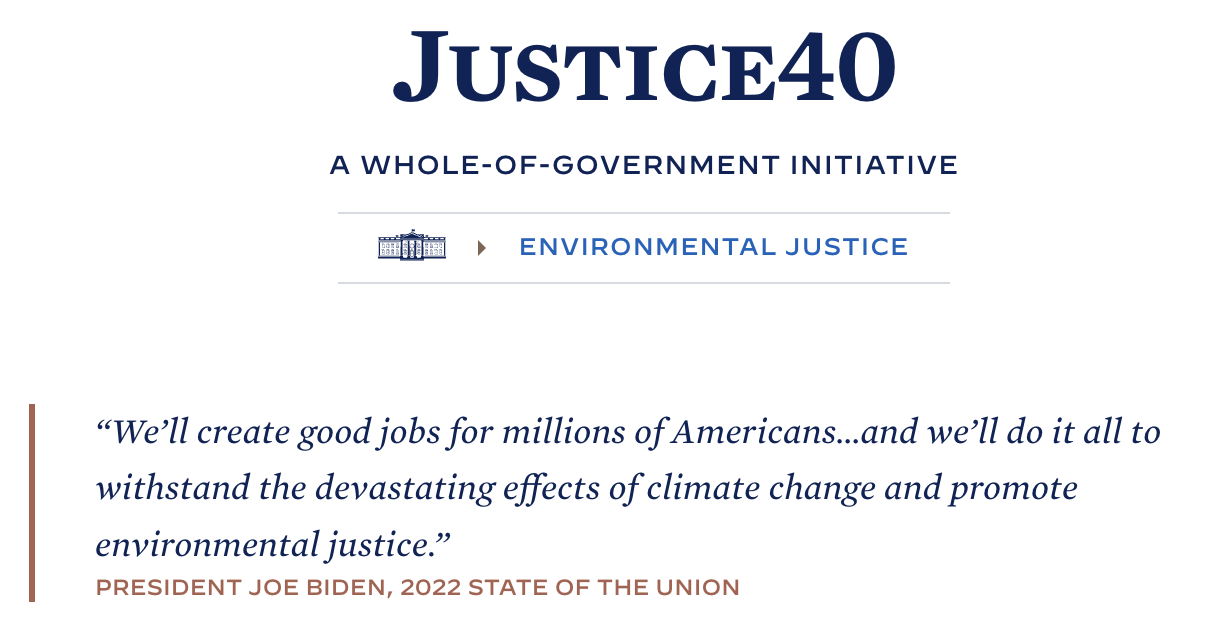 JUSTICE40
A WHOLE-OF-GOVERNMENT INITIATIVE
ENVIRONMENTAL JUSTICE
“We’ll create good jobs for millions of Americans…and we’ll do it all to
withstand the devastating effects of climate change and promote
environmental justice.”
PRESIDENT JOE BIDEN, 2022 STATE OF THE UNION